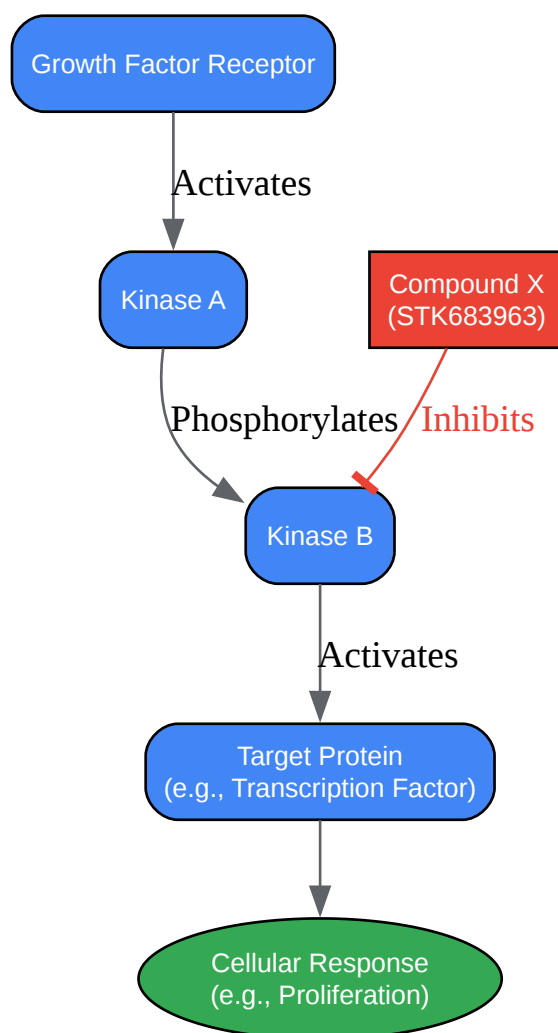 Growth Factor Receptor
Activates
Kinase A
Compound X
(STK683963)
Phosphorylates
Inhibits
Kinase B
Activates
Target Protein
(e.g., Transcription Factor)
Cellular Response
(e.g., Proliferation)